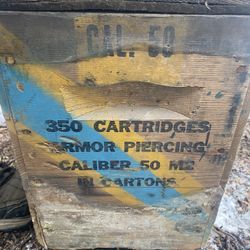 CAL. 50
350 CARTRIDGES
ARMOR PIERCING
CALIBER 50 M2
IN CARTONS